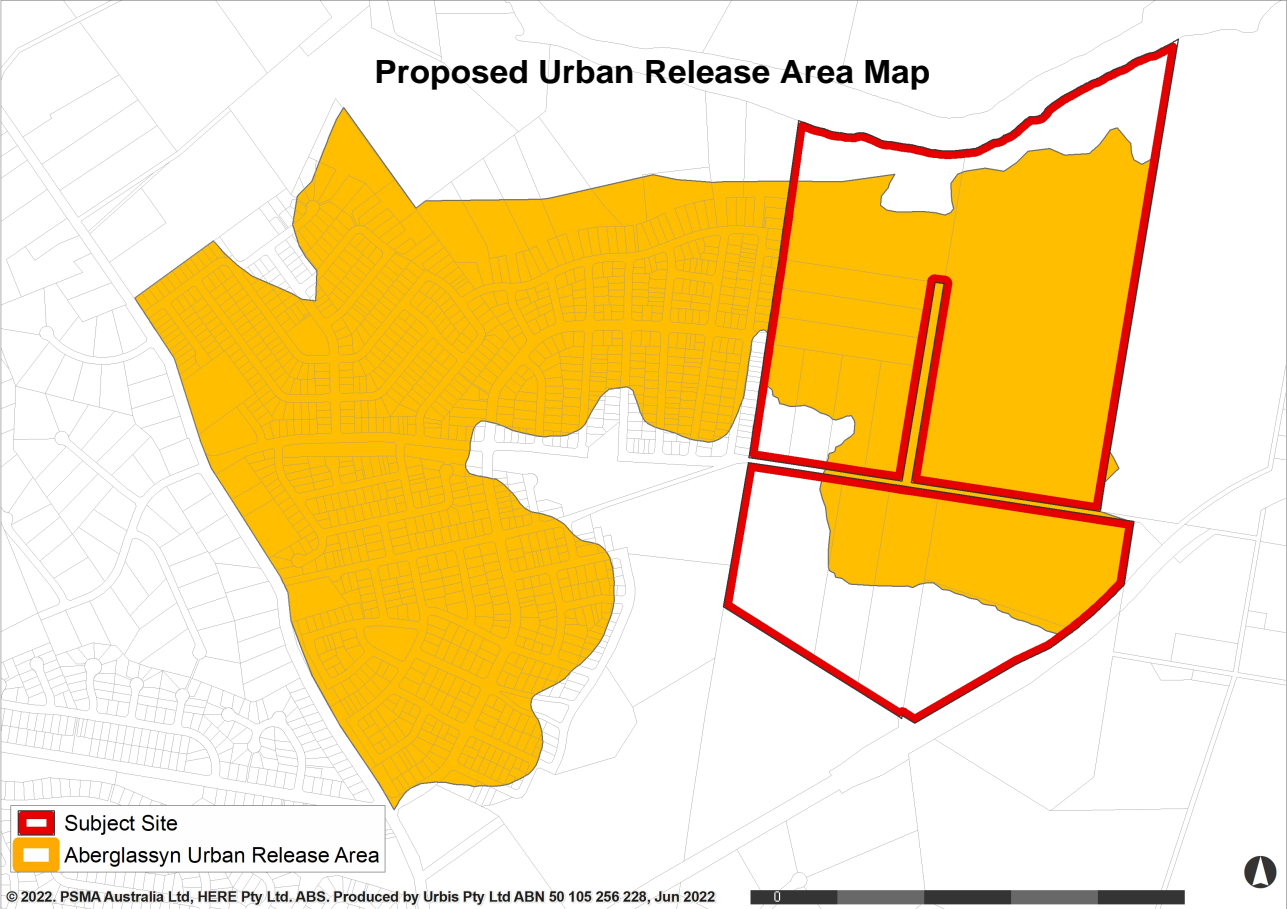 Proposed Urban Release Area Map
Subject Site
Aberglassyn Urban Release Area
© 2022. PSMA Australia Ltd, HERE Pty Ltd. ABS. Produced by Urbis Pty Ltd ABN 50 105 256 228, Jun 2022
0